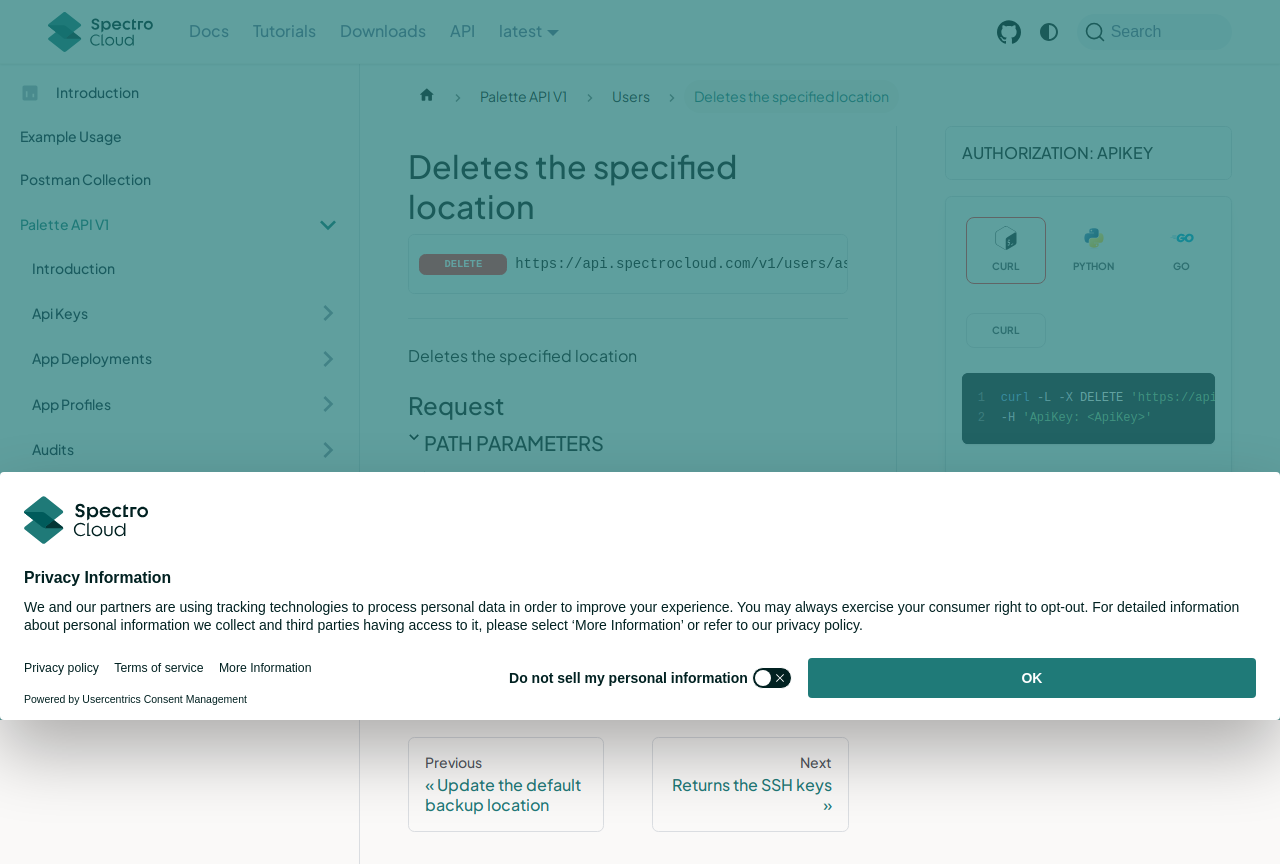 Spectro Cloud
Docs
Tutorials
Downloads
API
latest
Search
Introduction
Example Usage
Postman Collection
Palette API V1
Introduction
Api Keys
App Deployments
App Profiles
Audits
Palette API V1
Users
Deletes the specified location
Deletes the specified
location
DELETE
https://api.spectrocloud.com/v1/users/as
Deletes the specified location
Request
PATH PARAMETERS
AUTHORIZATION: APIKEY
CURL
PYTHON
GO
CURL
1 curl -L -X DELETE 'https://api
2 -H 'ApiKey: <ApiKey>'
Spectro
Cloud
Privacy Information
We and our partners are using tracking technologies to process personal data in order to improve your experience. You may always exercise your consumer right to opt-out. For detailed information
about personal information we collect and third parties having access to it, please select ‘More Information’ or refer to our privacy policy.
Privacy policy
Terms of service
More Information
Do not sell my personal information
OK
Powered by Usercentrics Consent Management
Previous
« Update the default
backup location
Next
Returns the SSH keys
»